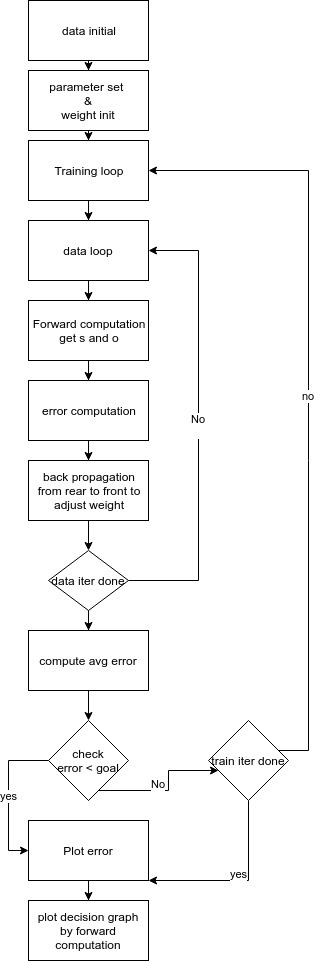 data initial
parameter set
&
weight init
Training loop
data loop
Forward computation
get s and o
error computation
No
no
back propagation
from rear to front to
adjust weight
data iter done
compute avg error
check
error < goal
train iter done
No
yes
Plot error
yes
plot decision graph
by forward
computation